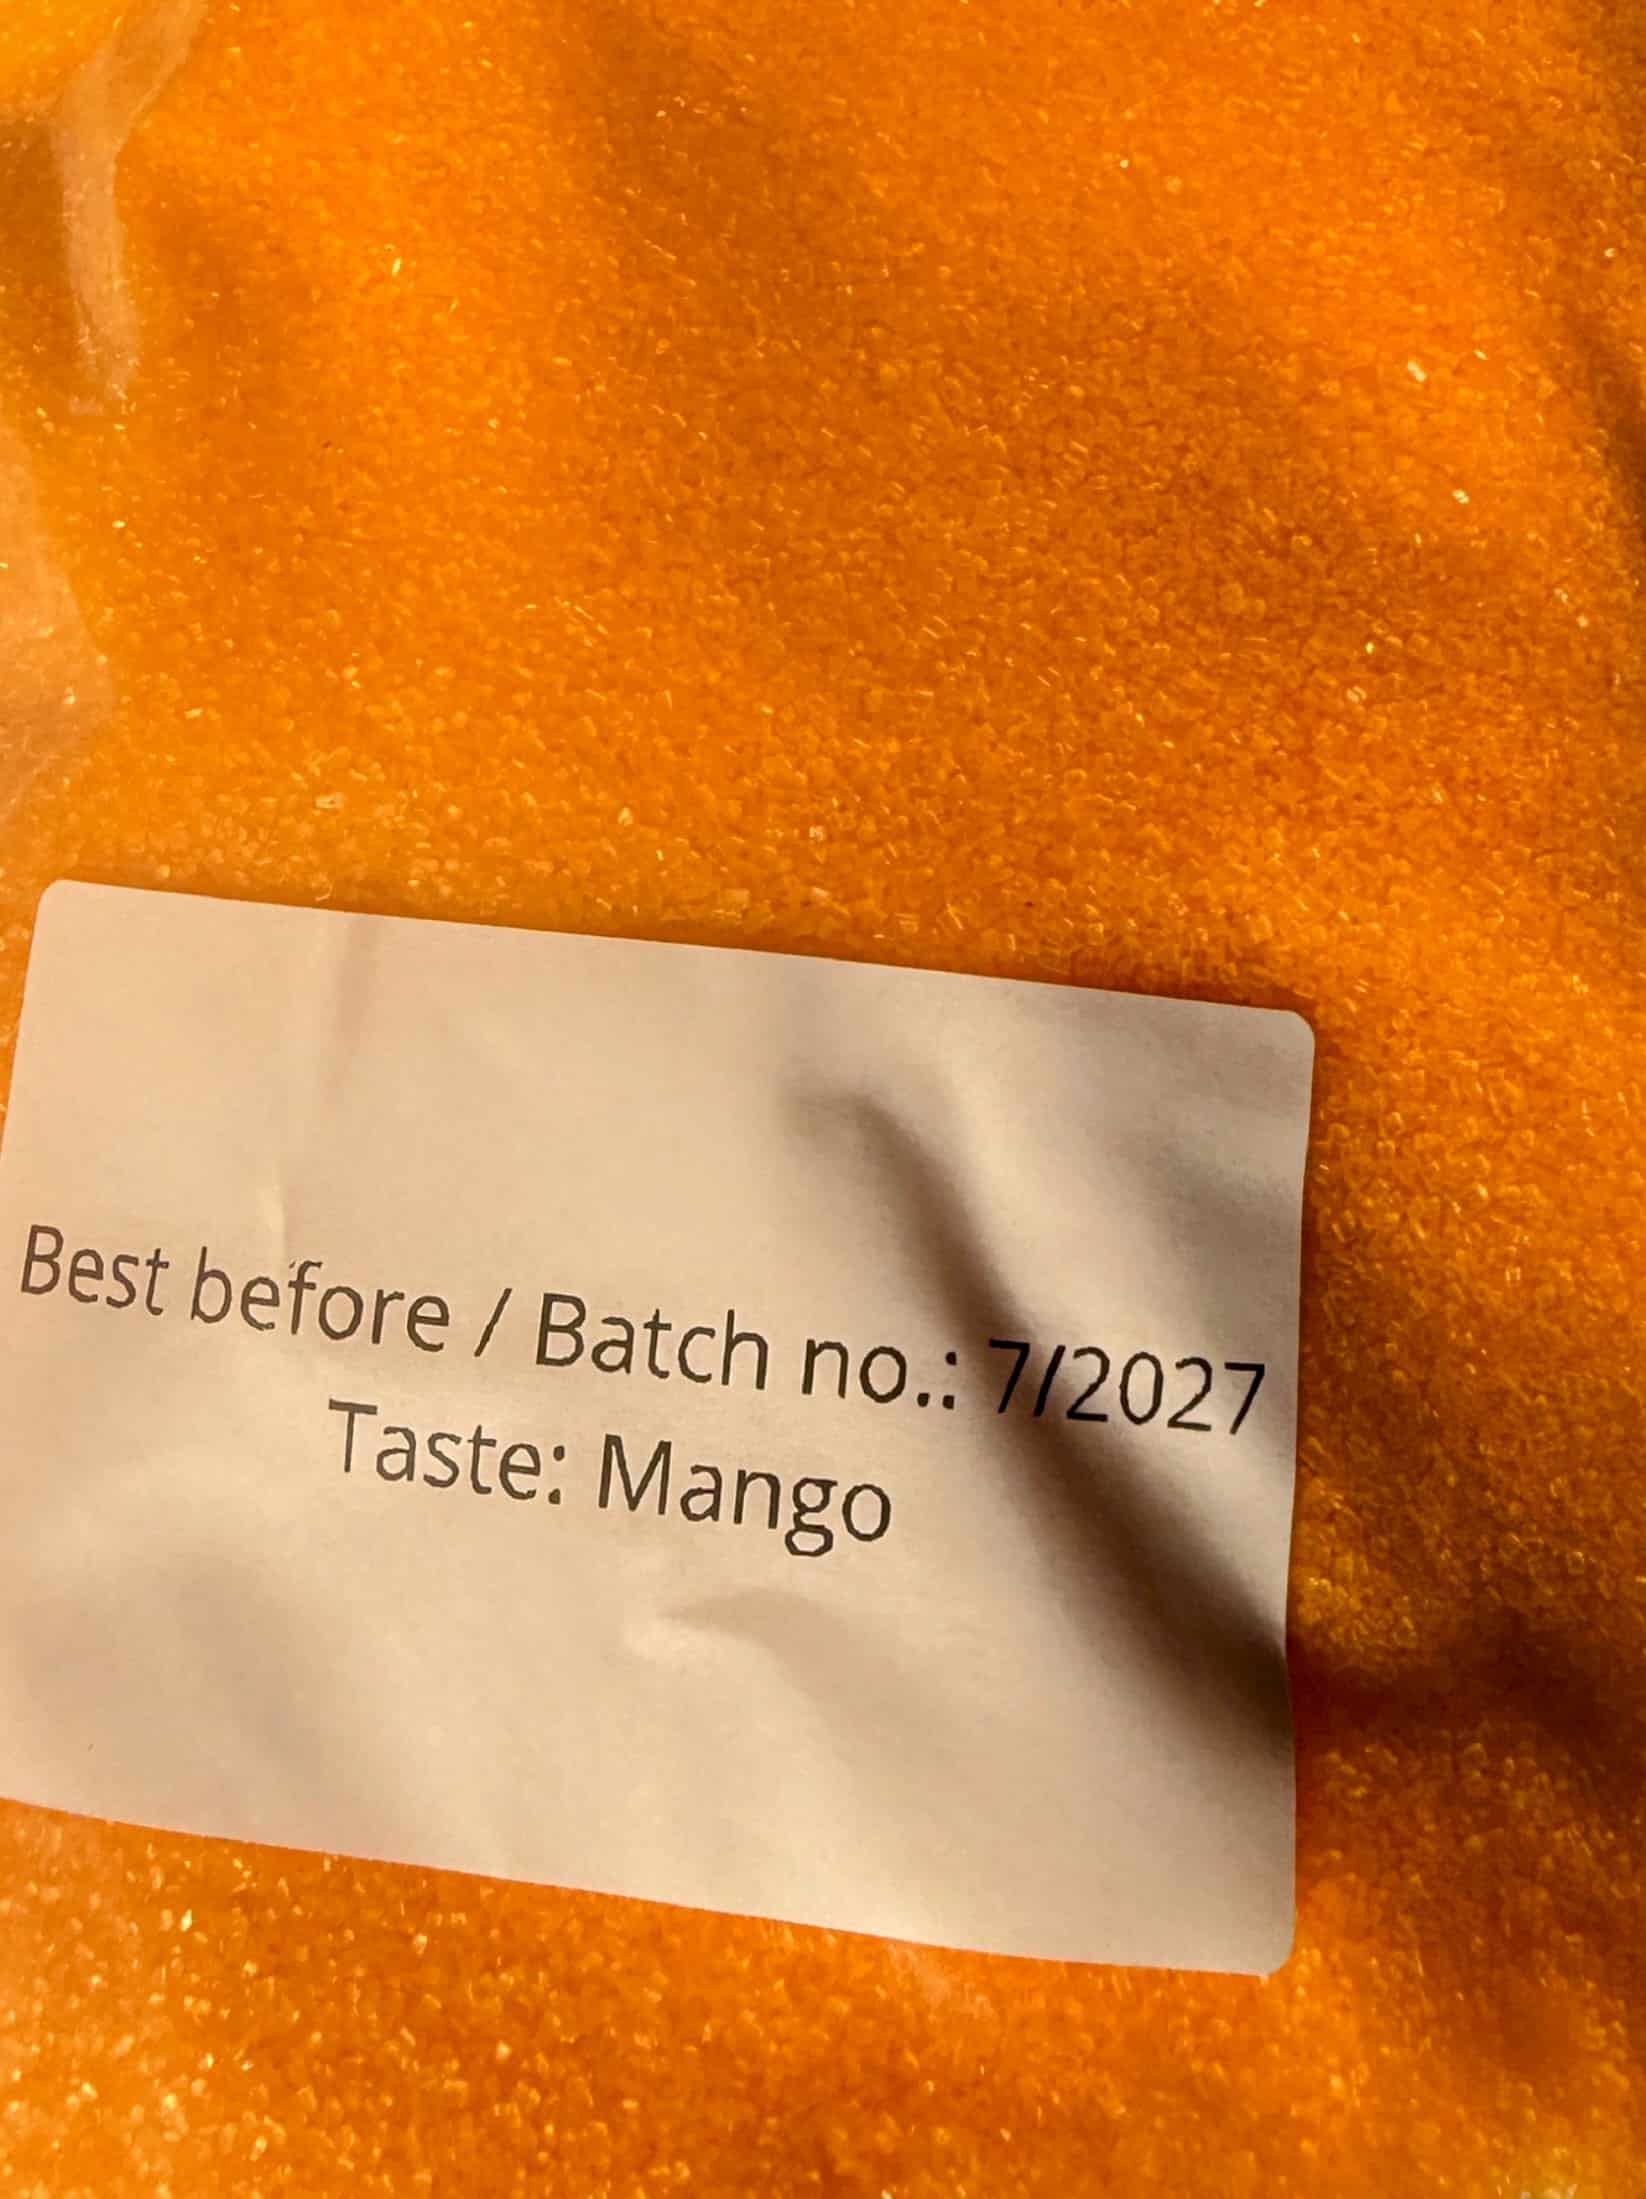 Best before / Batch no.: 7/2027
Taste: Mango